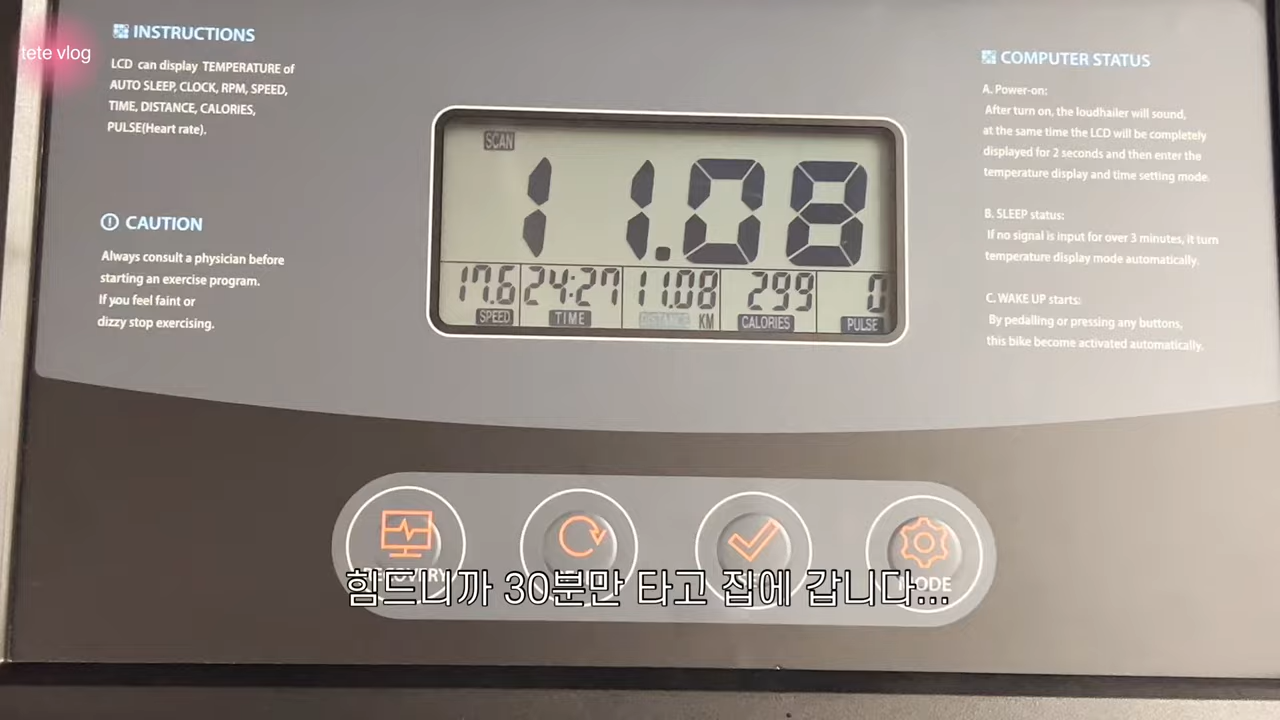 tete vlog
INSTRUCTIONS
LCD can display TEMPERATURE of
AUTO SLEEP, CLOCK, RPM, SPEED,
TIME, DISTANCE, CALORIES,
PULSE(Heart rate).
CAUTION
Always consult a physician before
starting an exercise program.
If you feel faint or
dizzy stop exercising.
SCAN
11.08
17.6 24:27 11.08 299 0
SPEED TIME DISTANCE KM CALORIES PULSE
COMPUTER STATUS
A. Power-on:
After turn on, the loudhailer will sound,
at the same time the LCD will be completely
displayed for 2 seconds and then enter the
temperature display and time setting mode.
B. SLEEP status:
If no signal is input for over 3 minutes, it turn
temperature display mode automatically.
C. WAKE UP starts:
By pedalling or pressing any buttons,
this bike become activated automatically.
RECOVERY MODE
힘드니까 30분만 타고 집에 갑니다...